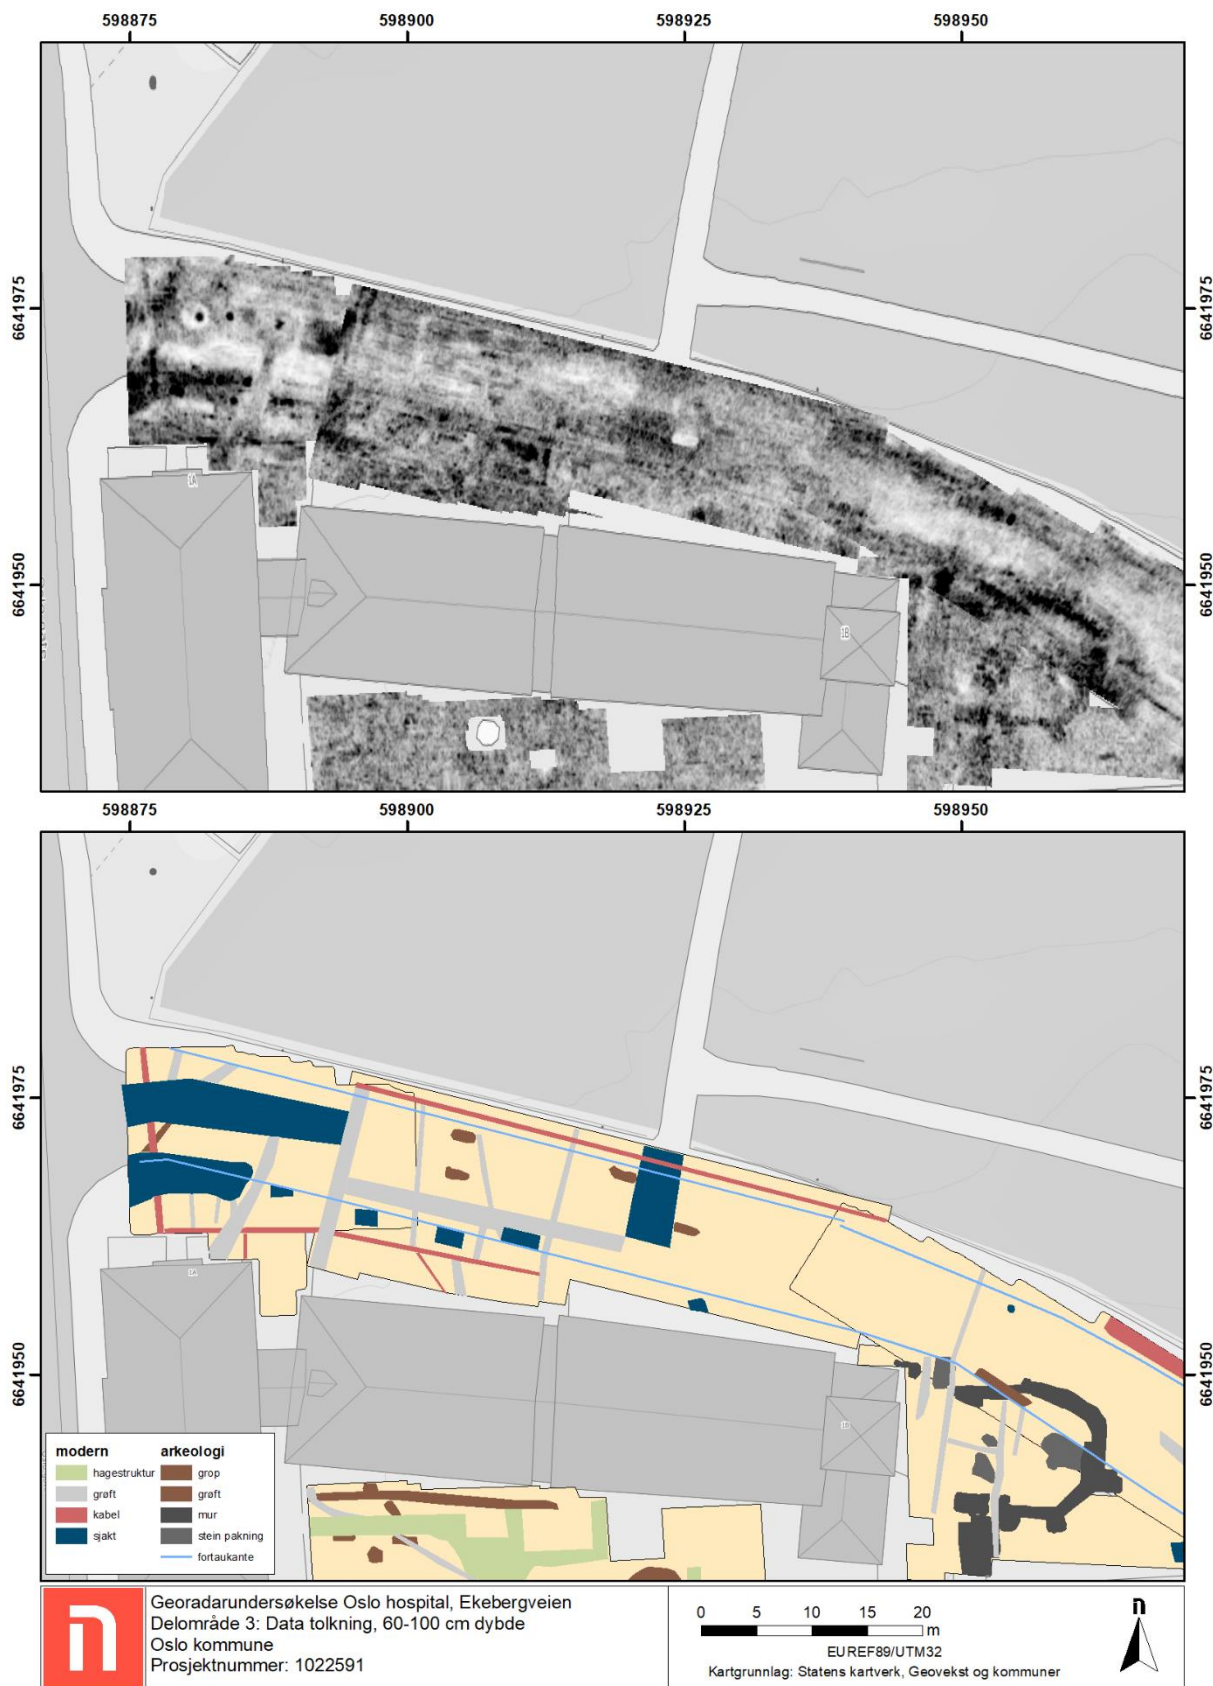 598875 598900 598925 598950
6641975 6641975
1A
6641950 6641950
1B
598875 598900 598925 598950
6641975 6641975
1A
6641950 6641950
1B
modern arkeologi
hagestruktur grop
grøft grøft
kabel mur
sjakt stein pakning
fortaukante
n
Georadarundersøkelse Oslo hospital, Ekebergveien
Delområde 3: Data tolkning, 60-100 cm dybde
Oslo kommune
Prosjektnummer: 1022591
0 5 10 15 20
m
EUREF89/UTM32
Kartgrunnlag: Statens kartverk, Geovekst og kommuner
n